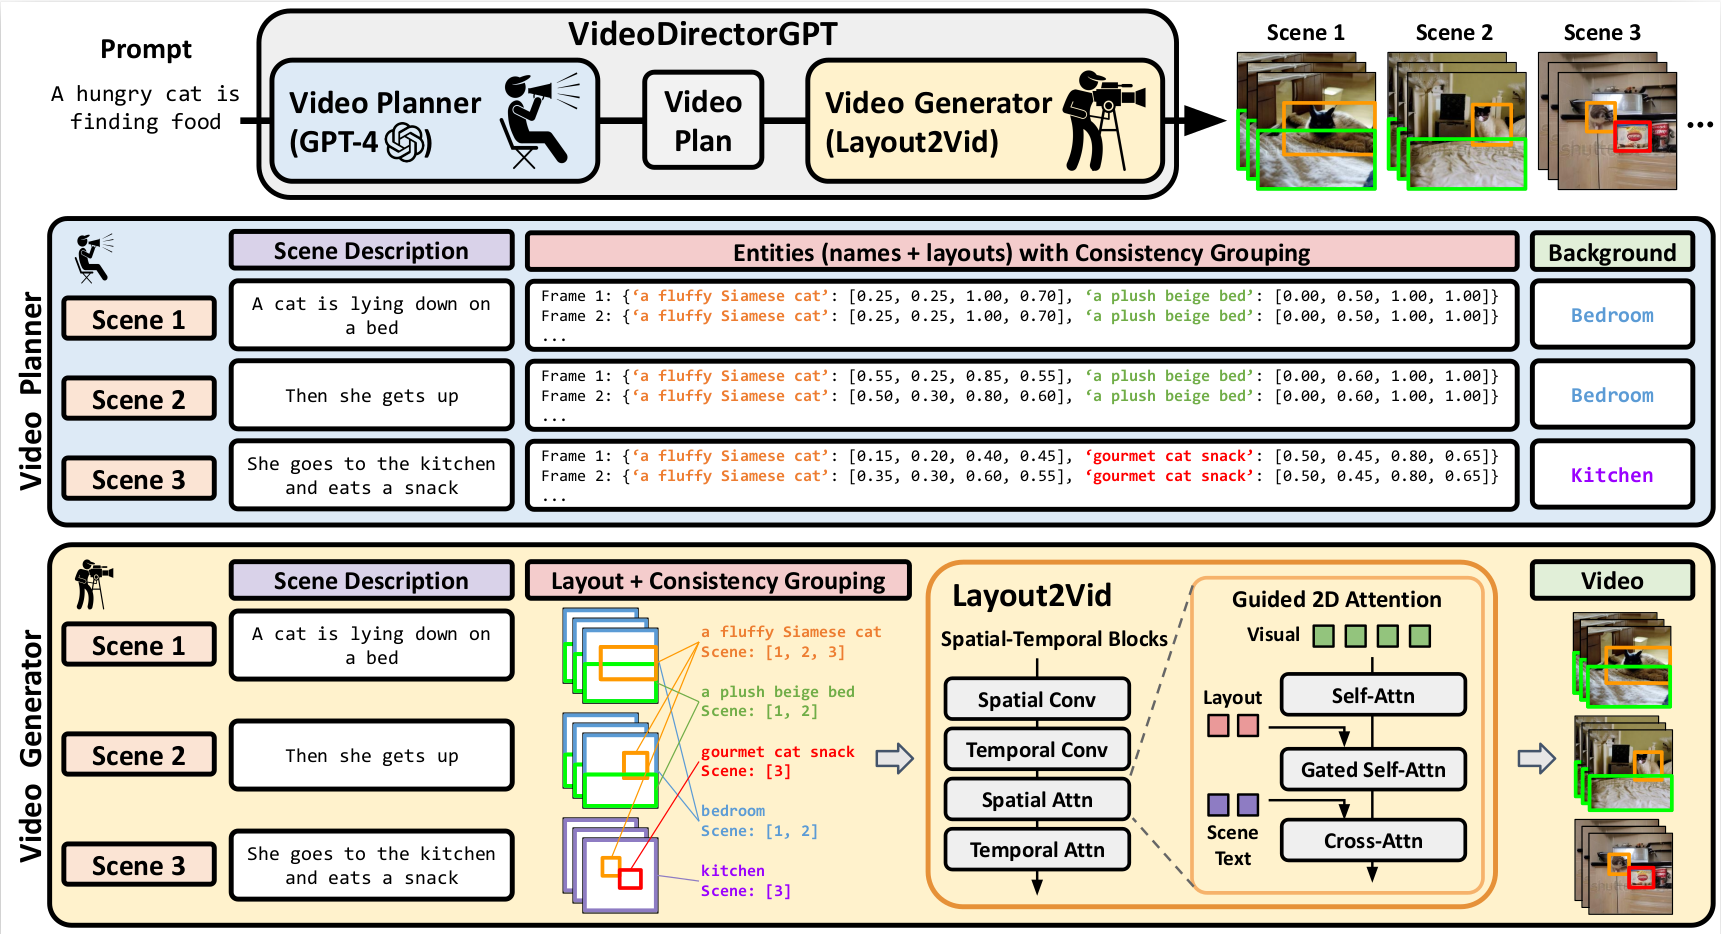 VideoDirectorGPT
Prompt
A hungry cat is
finding food
Video Planner
(GPT-4 )
Video
Plan
Video Generator
(Layout2Vid)
Scene 1
Scene 2
Scene 3
...
Video Planner
Scene Description
Entities (names + layouts) with Consistency Grouping
Background
Scene 1
A cat is lying down on
a bed
Frame 1: {‘a fluffy Siamese cat’: [0.25, 0.25, 1.00, 0.70], ‘a plush beige bed’: [0.00, 0.50, 1.00, 1.00]}
Frame 2: {‘a fluffy Siamese cat’: [0.25, 0.25, 1.00, 0.70], ‘a plush beige bed’: [0.00, 0.50, 1.00, 1.00]}
...
Bedroom
Scene 2
Then she gets up
Frame 1: {‘a fluffy Siamese cat’: [0.55, 0.25, 0.85, 0.55], ‘a plush beige bed’: [0.00, 0.60, 1.00, 1.00]}
Frame 2: {‘a fluffy Siamese cat’: [0.50, 0.30, 0.80, 0.60], ‘a plush beige bed’: [0.00, 0.60, 1.00, 1.00]}
...
Bedroom
Scene 3
She goes to the kitchen
and eats a snack
Frame 1: {‘a fluffy Siamese cat’: [0.15, 0.20, 0.40, 0.45], ‘gourmet cat snack’: [0.50, 0.45, 0.80, 0.65]}
Frame 2: {‘a fluffy Siamese cat’: [0.35, 0.30, 0.60, 0.55], ‘gourmet cat snack’: [0.50, 0.45, 0.80, 0.65]}
...
Kitchen
Video Generator
Scene Description
Layout + Consistency Grouping
Video
Scene 1
A cat is lying down on
a bed
Scene 2
Then she gets up
Scene 3
She goes to the kitchen
and eats a snack
a fluffy Siamese cat
Scene: [1, 2, 3]
a plush beige bed
Scene: [1, 2]
gourmet cat snack
Scene: [3]
bedroom
Scene: [1, 2]
kitchen
Scene: [3]
Layout2Vid
Spatial-Temporal Blocks
Spatial Conv
Temporal Conv
Spatial Attn
Temporal Attn
Guided 2D Attention
Visual
Self-Attn
Layout
Gated Self-Attn
Scene
Text
Cross-Attn